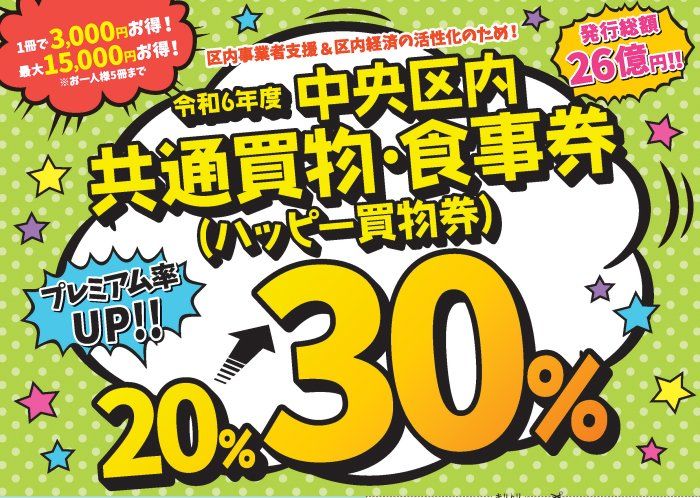 1冊で3,000円お得！
最大15,000円お得！
※お一人様5冊まで
区内事業者支援＆区内経済の活性化のため！
発行総額
26億円!!
令和6年度 中央区内
共通買物・食事券
(ハッピー買物券)
プレミアム率
UP!!
20%
30%
キリトリ